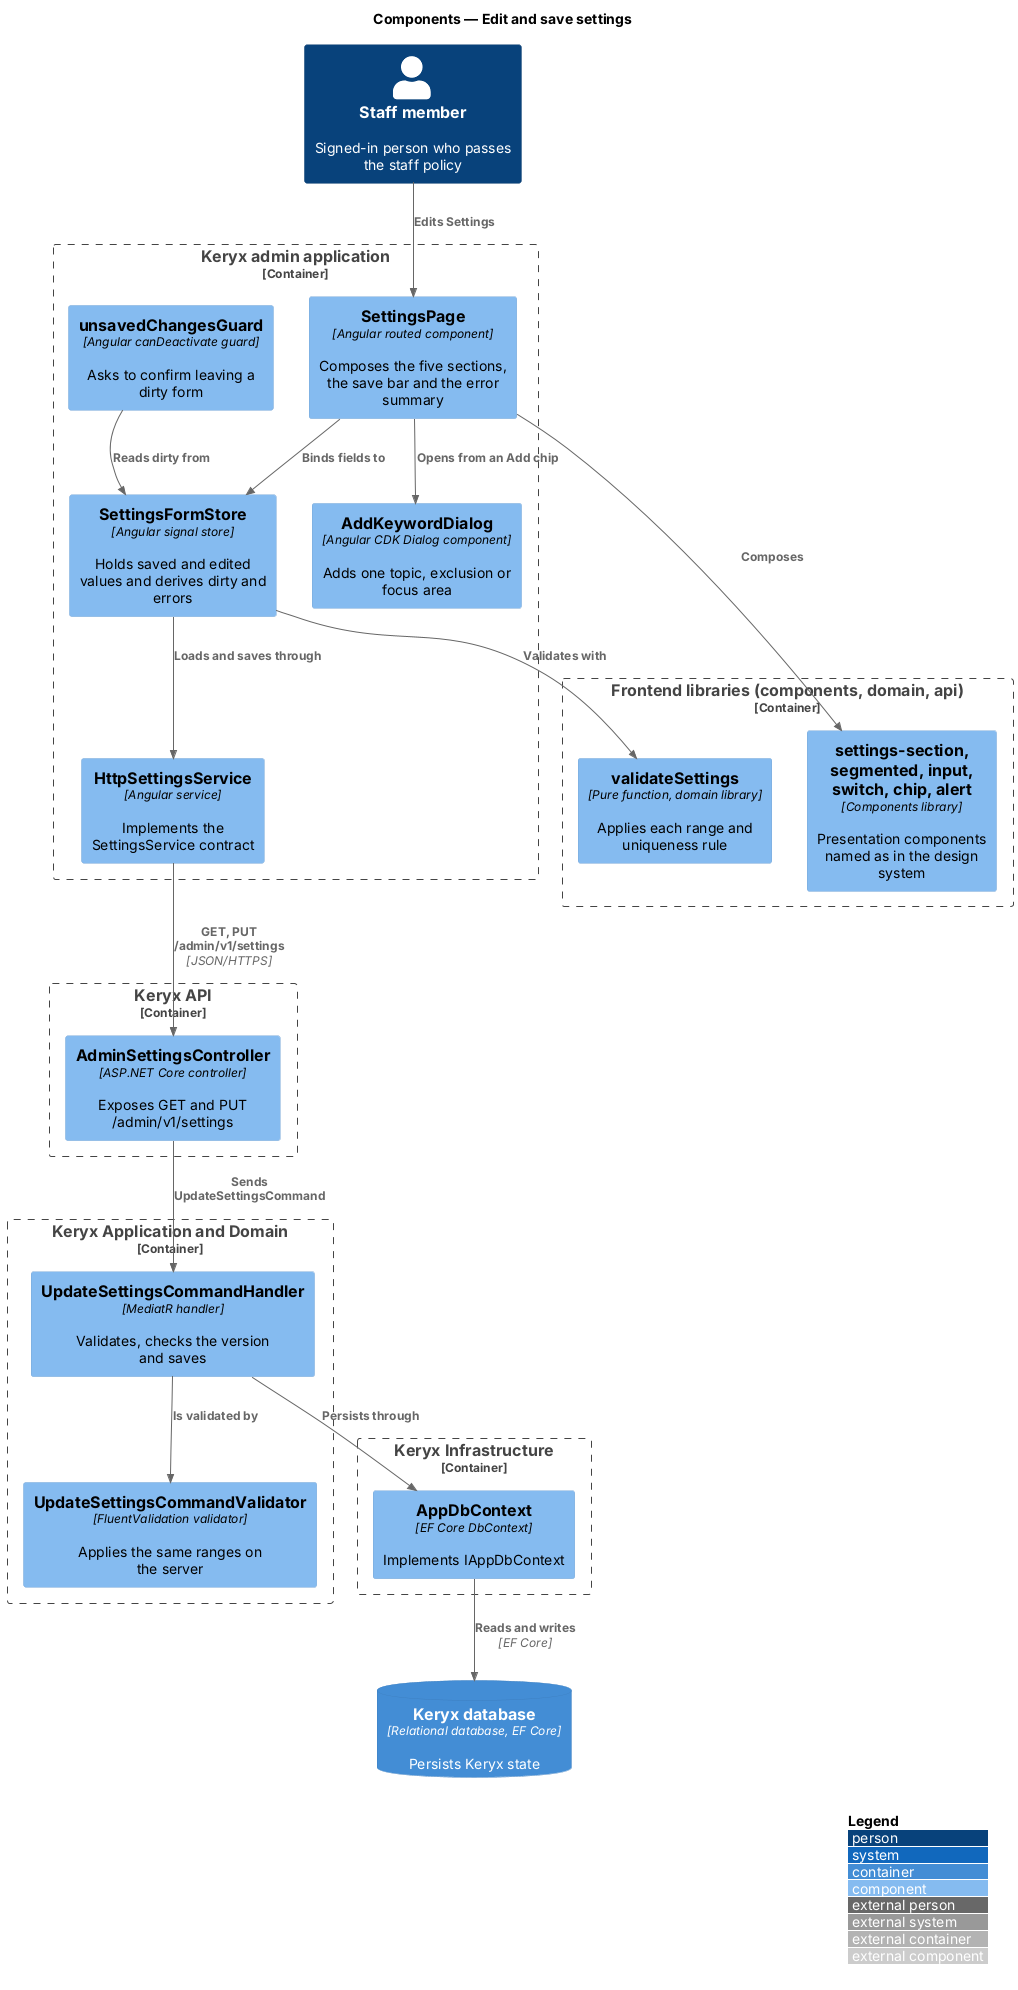 Components — Edit and save settings
Staff member
Signed-in person who passes
the staff policy
Edits Settings
Keryx admin application
[Container]
unsavedChangesGuard
[Angular canDeactivate guard]
Asks to confirm leaving a
dirty form
SettingsPage
[Angular routed component]
Composes the five sections,
the save bar and the error
summary
Reads dirty from
Binds fields to
Opens from an Add chip
SettingsFormStore
[Angular signal store]
Holds saved and edited
values and derives dirty and
errors
AddKeywordDialog
[Angular CDK Dialog component]
Adds one topic, exclusion or
focus area
Composes
Loads and saves through
Validates with
Frontend libraries (components, domain, api)
[Container]
HttpSettingsService
[Angular service]
Implements the
SettingsService contract
validateSettings
[Pure function, domain library]
Applies each range and
uniqueness rule
settings-section,
segmented, input,
switch, chip, alert
[Components library]
Presentation components
named as in the design
system
GET, PUT
/admin/v1/settings
[JSON/HTTPS]
Keryx API
[Container]
AdminSettingsController
[ASP.NET Core controller]
Exposes GET and PUT
/admin/v1/settings
Sends
UpdateSettingsCommand
Keryx Application and Domain
[Container]
UpdateSettingsCommandHandler
[MediatR handler]
Validates, checks the version
and saves
Is validated by
Persists through
Keryx Infrastructure
[Container]
UpdateSettingsCommandValidator
[FluentValidation validator]
Applies the same ranges on
the server
AppDbContext
[EF Core DbContext]
Implements IAppDbContext
Reads and writes
[EF Core]
Keryx database
[Relational database, EF Core]
Persists Keryx state
Legend
person
system
container
component
external person
external system
external container
external component